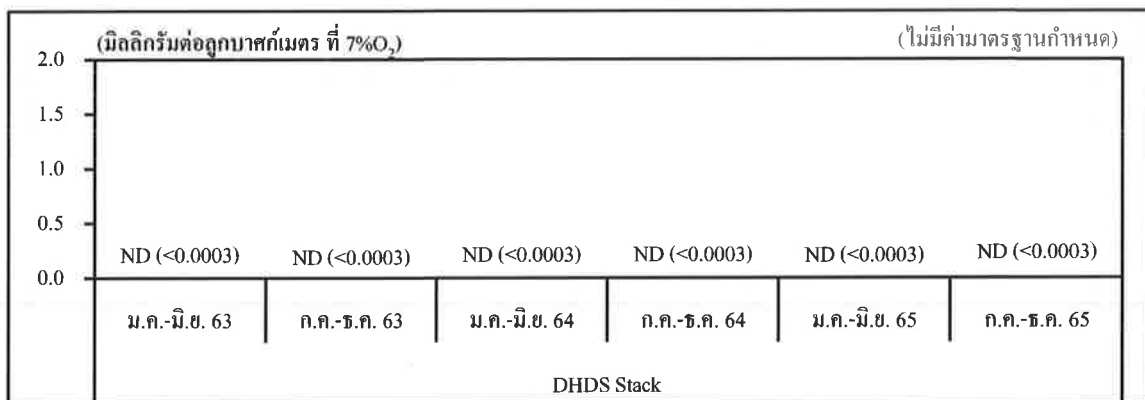 (มิลลิกรัมต่อลูกบาศก์เมตร ที่ 7%O₂) (ไม่มีค่ามาตรฐานกำหนด)
2.0
1.5
1.0
0.5
ND (<0.0003) ND (<0.0003) ND (<0.0003) ND (<0.0003) ND (<0.0003) ND (<0.0003)
0.0
ม.ค.-มิ.ย. 63 ก.ค.-ธ.ค. 63 ม.ค.-มิ.ย. 64 ก.ค.-ธ.ค. 64 ม.ค.-มิ.ย. 65 ก.ค.-ธ.ค. 65
DHDS Stack